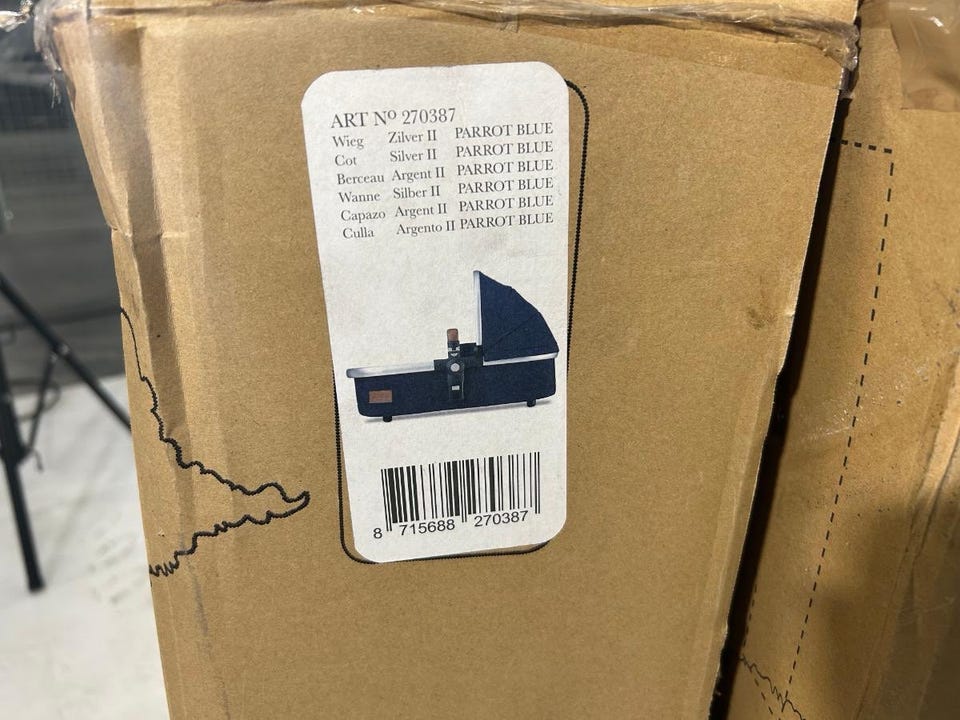 ART Nº 270387
Wieg Zilver II PARROT BLUE
Cot Silver II PARROT BLUE
Berceau Argent II PARROT BLUE
Wanne Silber II PARROT BLUE
Capazo Argent II PARROT BLUE
Culla Argento II PARROT BLUE
8 715688 270387